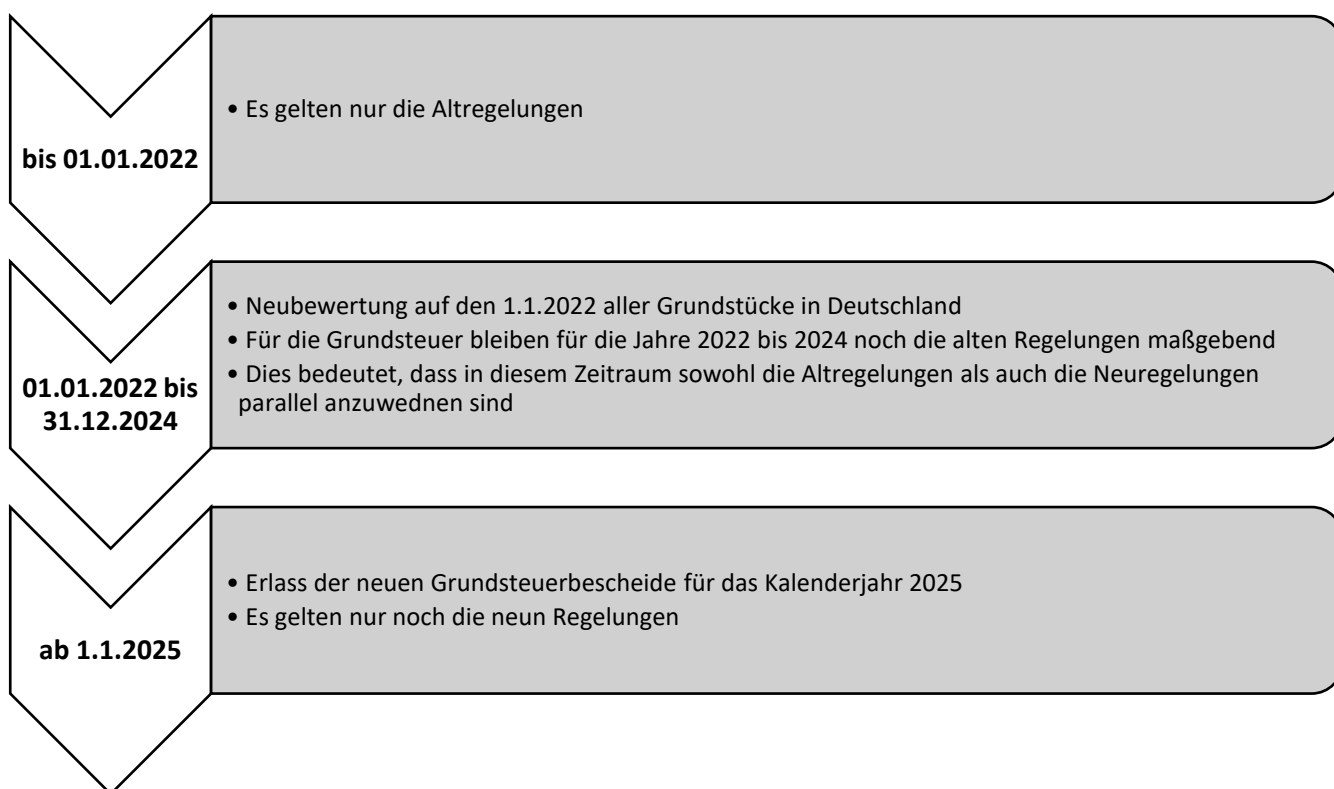 bis 01.01.2022
• Es gelten nur die Altregelungen
01.01.2022 bis
31.12.2024
• Neubewertung auf den 1.1.2022 aller Grundstücke in Deutschland
• Für die Grundsteuer bleiben für die Jahre 2022 bis 2024 noch die alten Regelungen maßgebend
• Dies bedeutet, dass in diesem Zeitraum sowohl die Altregelungen als auch die Neuregelungen
parallel anzuwednen sind
ab 1.1.2025
• Erlass der neuen Grundsteuerbescheide für das Kalenderjahr 2025
• Es gelten nur noch die neun Regelungen